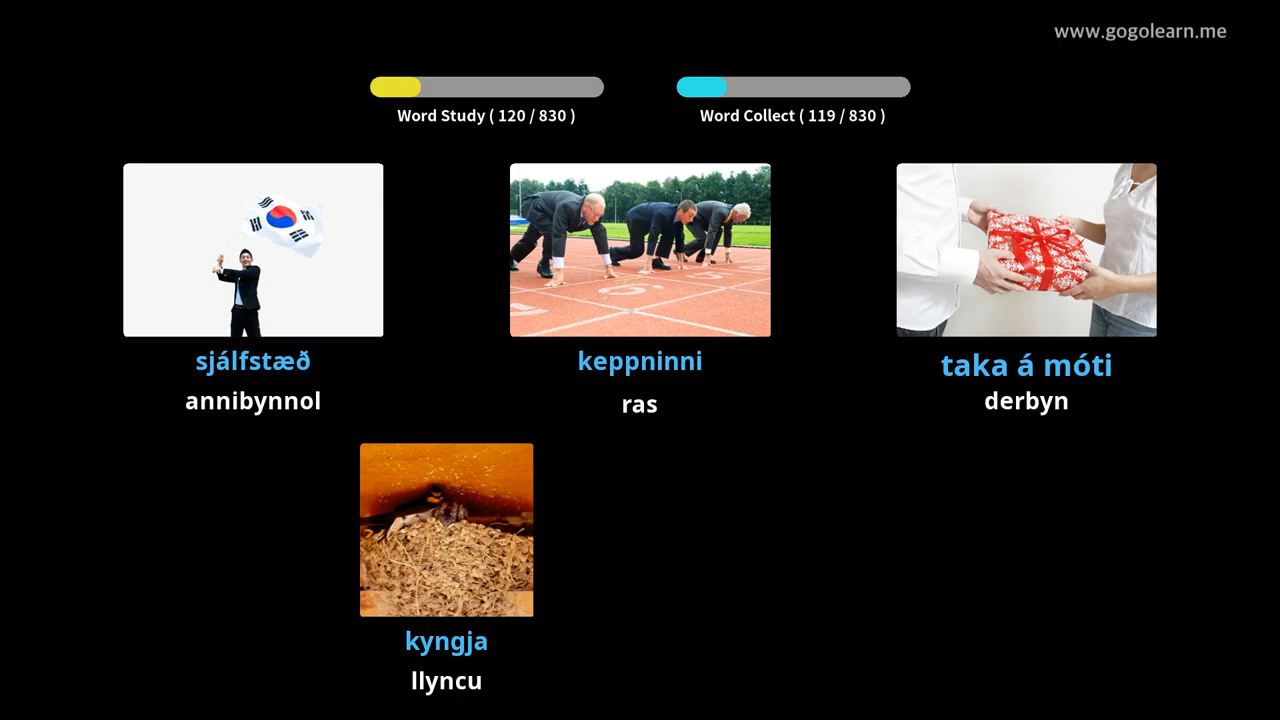 www.gogolearn.me
Word Study ( 120 / 830 )
Word Collect ( 119 / 830 )
sjálfstæð
annibynnol
keppninni
ras
taka á móti
derbyn
kyngja
llyncu